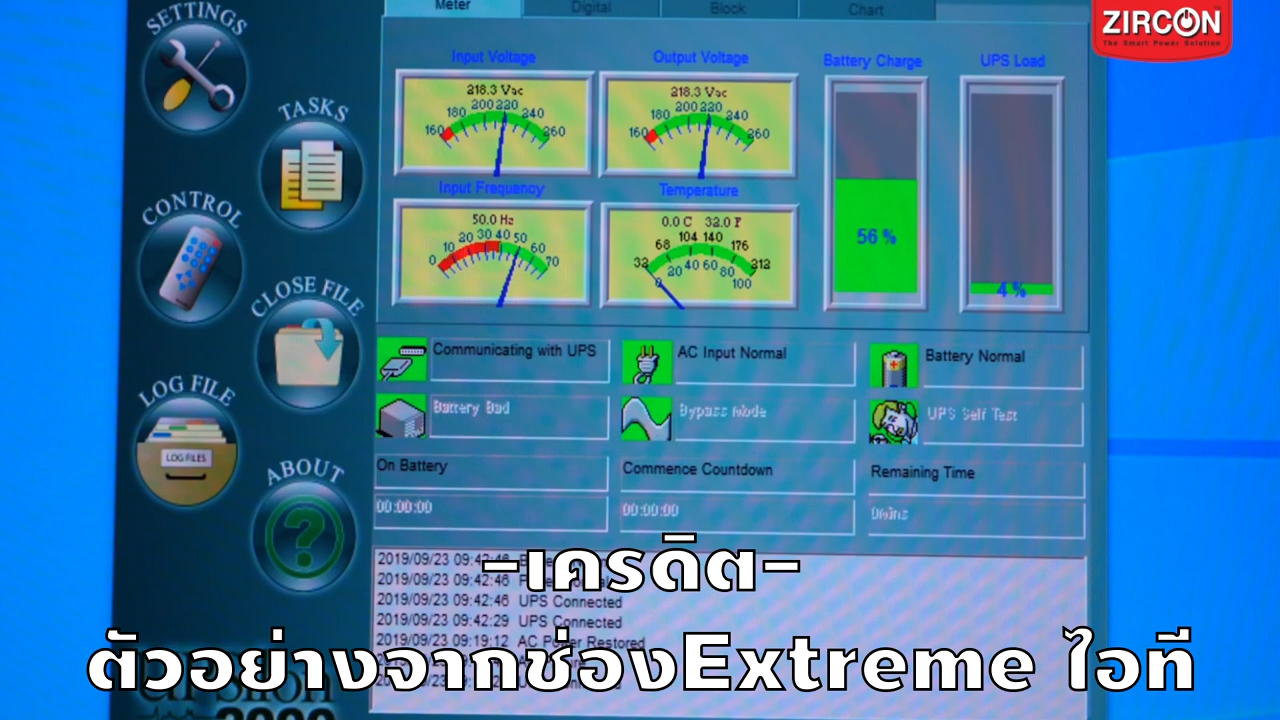 Meter
Digital
Block
Chart
ZIRCON
The Smart Power Solution
SETTINGS
TASKS
CONTROL
CLOSE FILE
LOG FILE
LOG FILES
ABOUT
Input Voltage
218.3 Vac
160 180 200 220 240 260
Output Voltage
218.3 Vac
160 180 200 220 240 260
Battery Charge
56 %
UPS Load
4 %
Input Frequency
50.0 Hz
0 10 20 30 40 50 60 70
Temperature
0.0 C 32.0 F
32 68 104 140 176 212
0 20 40 60 80 100
Communicating with UPS
AC Input Normal
Battery Normal
Battery Bad
Bypass Mode
UPS Self Test
On Battery
Commence Countdown
Remaining Time
00:00:00
00:00:00
0Mins
2019/09/23 09:42:46
2019/09/23 09:42:46
2019/09/23 09:42:46 UPS Connected
2019/09/23 09:42:29 UPS Connected
2019/09/23 09:19:12 AC Power Restored
–เครดิต–
ตัวอย่างจากช่องExtreme ไอที